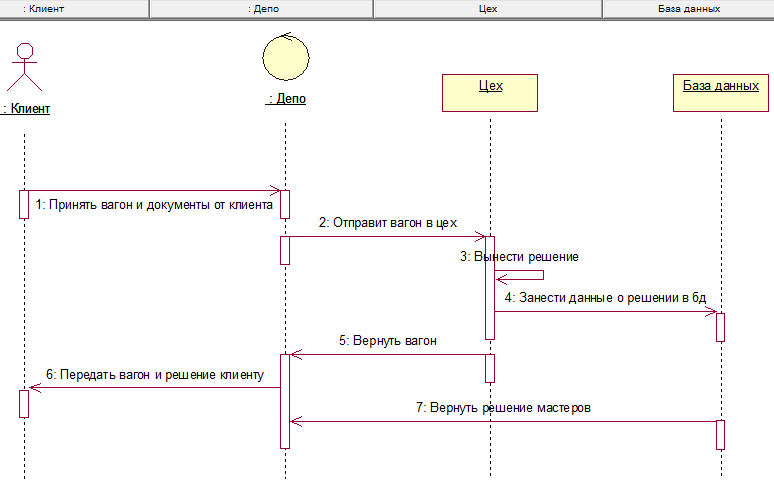 : Клиент
: Депо
Цех
База данных
: Клиент
: Депо
Цех
База данных
1: Принять вагон и документы от клиента
2: Отправит вагон в цех
3: Вынести решение
4: Занести данные о решении в бд
5: Вернуть вагон
6: Передать вагон и решение клиенту
7: Вернуть решение мастеров